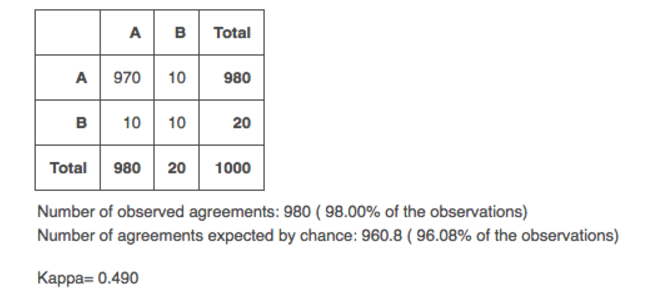 A B Total
A 970 10 980
B 10 10 20
Total 980 20 1000
Number of observed agreements: 980 ( 98.00% of the observations)
Number of agreements expected by chance: 960.8 ( 96.08% of the observations)
Kappa= 0.490